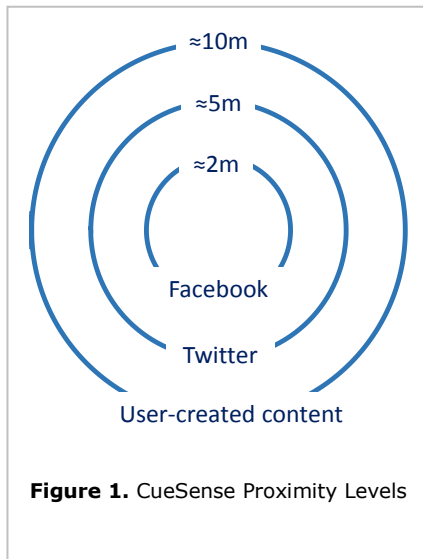 ≈10m
≈5m
≈2m
Facebook
Twitter
User-created content
Figure 1. CueSense Proximity Levels